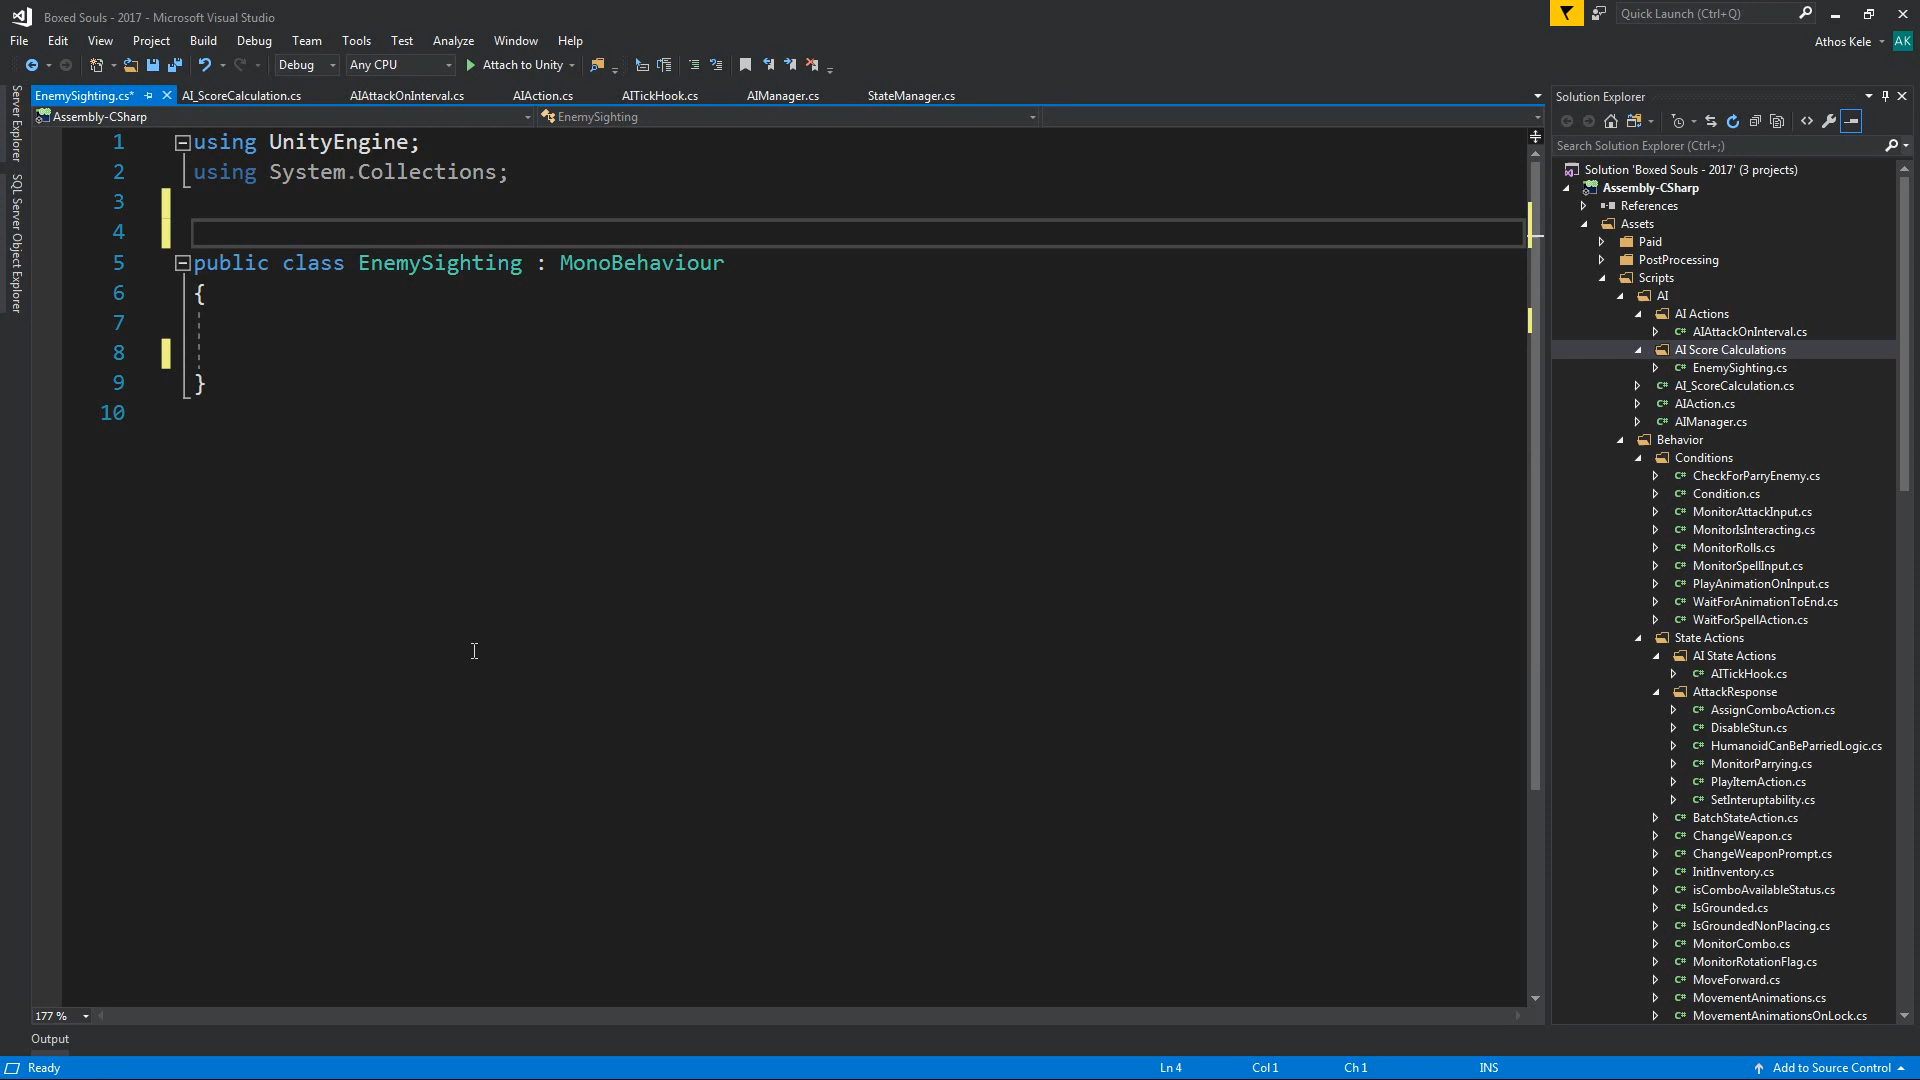 Boxed Souls - 2017 - Microsoft Visual Studio
Quick Launch (Ctrl+Q)
File Edit View Project Build Debug Team Tools Test Analyze Window Help
Athos Kele AK
Debug Any CPU Attach to Unity
EnemySighting.cs* AI_ScoreCalculation.cs AIAttackOnInterval.cs AIAction.cs AITickHook.cs AIManager.cs StateManager.cs
Assembly-CSharp EnemySighting
Server Explorer
SQL Server Object Explorer
1 using UnityEngine;
2 using System.Collections;
3
4
5 public class EnemySighting : MonoBehaviour
6 {
7
8
9 }
10
177 %
Output
Solution Explorer
Search Solution Explorer (Ctrl+;)
Solution 'Boxed Souls - 2017' (3 projects)
Assembly-CSharp
References
Assets
Paid
PostProcessing
Scripts
AI
AI Actions
C# AIAttackOnInterval.cs
AI Score Calculations
C# EnemySighting.cs
C# AI_ScoreCalculation.cs
C# AIAction.cs
C# AIManager.cs
Behavior
Conditions
C# CheckForParryEnemy.cs
C# Condition.cs
C# MonitorAttackInput.cs
C# MonitorIsInteracting.cs
C# MonitorRolls.cs
C# MonitorSpellInput.cs
C# PlayAnimationOnInput.cs
C# WaitForAnimationToEnd.cs
C# WaitForSpellAction.cs
State Actions
AI State Actions
C# AITickHook.cs
AttackResponse
C# AssignComboAction.cs
C# DisableStun.cs
C# HumanoidCanBeParriedLogic.cs
C# MonitorParrying.cs
C# PlayItemAction.cs
C# SetInteruptability.cs
C# BatchStateAction.cs
C# ChangeWeapon.cs
C# ChangeWeaponPrompt.cs
C# InitInventory.cs
C# isComboAvailableStatus.cs
C# IsGrounded.cs
C# IsGroundedNonPlacing.cs
C# MonitorCombo.cs
C# MonitorRotationFlag.cs
C# MoveForward.cs
C# MovementAnimations.cs
C# MovementAnimationsOnLock.cs
Ready Ln 4 Col 1 Ch 1 INS Add to Source Control